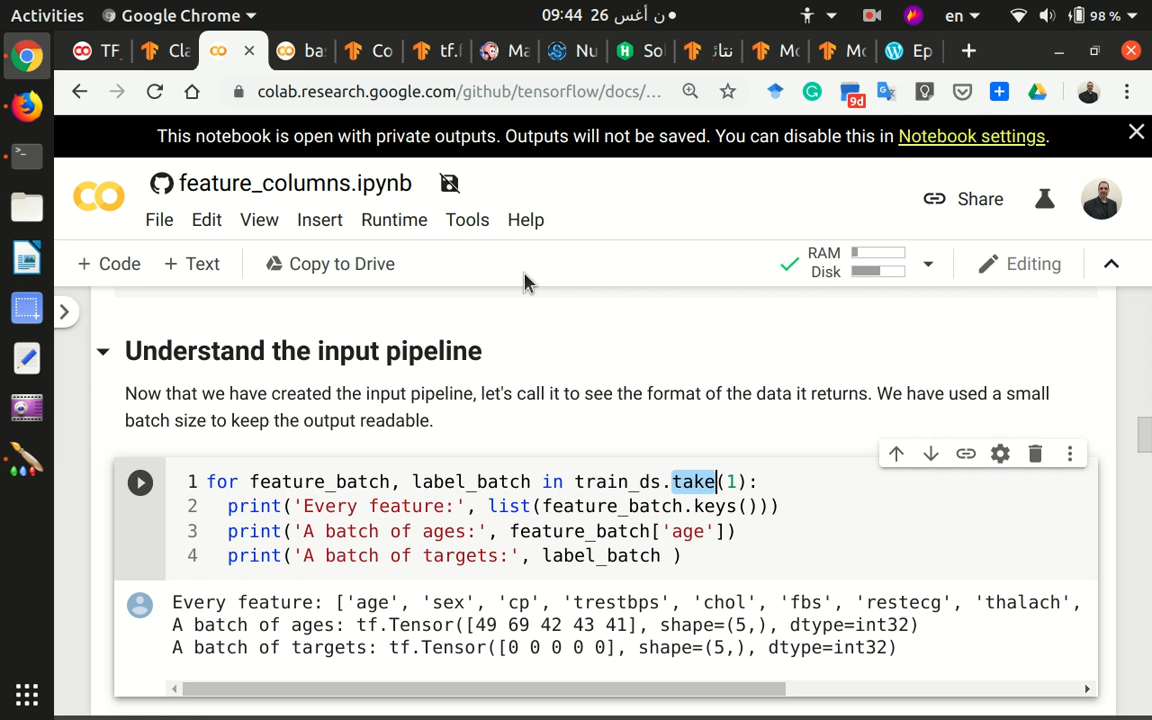 Activities Google Chrome ن أغس 26 09:44 en 98 %
TF Cla ba Co tf.f Ma Nu So نتائ Mo Mo Ep
colab.research.google.com/github/tensorflow/docs/... 9d
This notebook is open with private outputs. Outputs will not be saved. You can disable this in Notebook settings.
feature_columns.ipynb
Share
File Edit View Insert Runtime Tools Help
+ Code + Text Copy to Drive RAM Disk Editing
Understand the input pipeline
Now that we have created the input pipeline, let's call it to see the format of the data it returns. We have used a small
batch size to keep the output readable.
1 for feature_batch, label_batch in train_ds.take(1):
2 print('Every feature:', list(feature_batch.keys()))
3 print('A batch of ages:', feature_batch['age'])
4 print('A batch of targets:', label_batch )
Every feature: ['age', 'sex', 'cp', 'trestbps', 'chol', 'fbs', 'restecg', 'thalach',
A batch of ages: tf.Tensor([49 69 42 43 41], shape=(5,), dtype=int32)
A batch of targets: tf.Tensor([0 0 0 0 0], shape=(5,), dtype=int32)